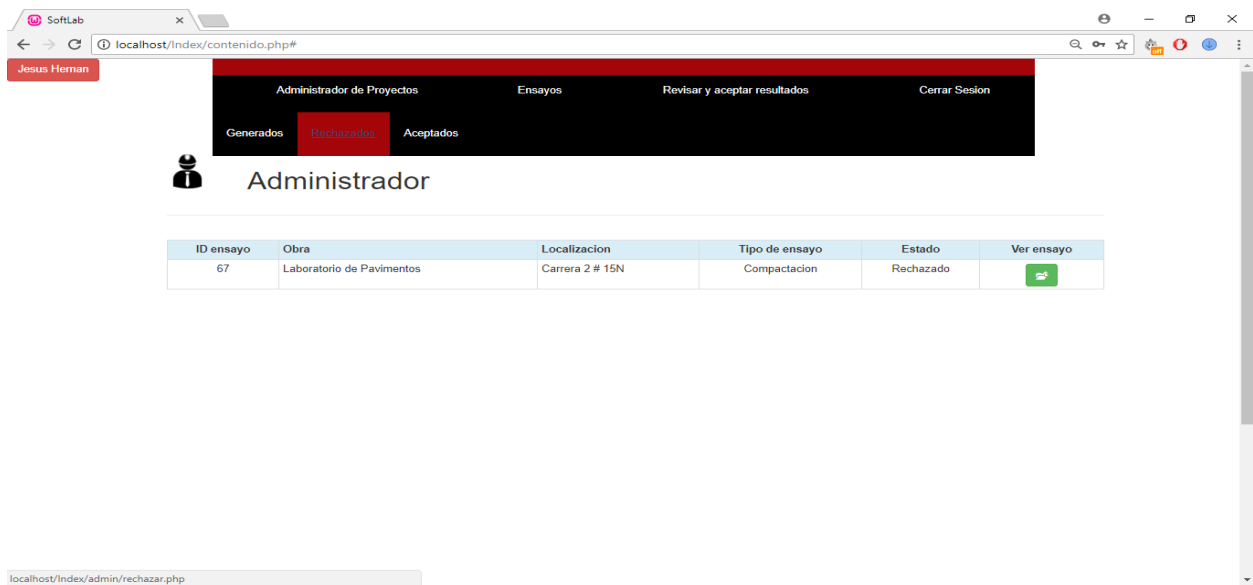 SoftLab
localhost/Index/contenido.php#
off
Jesus Hernan
Administrador de Proyectos Ensayos Revisar y aceptar resultados Cerrar Sesion
Generados Rechazados Aceptados
Administrador
ID ensayo Obra Localizacion Tipo de ensayo Estado Ver ensayo
67 Laboratorio de Pavimentos Carrera 2 # 15N Compactacion Rechazado
localhost/Index/admin/rechazar.php